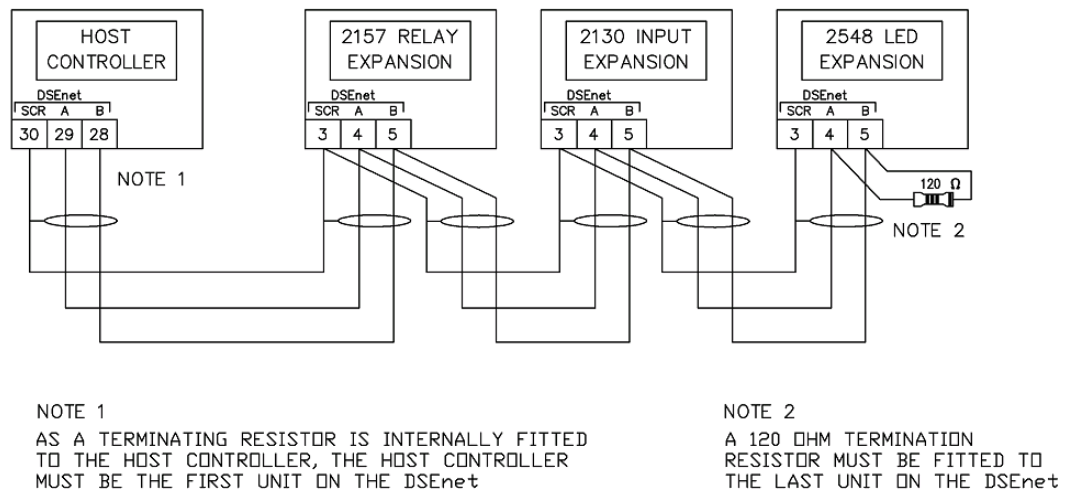 HOST
CONTROLLER
DSEnet
SCR A B
30 29 28
NOTE 1
2157 RELAY
EXPANSION
DSEnet
SCR A B
3 4 5
2130 INPUT
EXPANSION
DSEnet
SCR A B
3 4 5
2548 LED
EXPANSION
DSEnet
SCR A B
3 4 5
120 Ω
NOTE 2
NOTE 1
AS A TERMINATING RESISTOR IS INTERNALLY FITTED
TO THE HOST CONTROLLER, THE HOST CONTROLLER
MUST BE THE FIRST UNIT ON THE DSEnet
NOTE 2
A 120 OHM TERMINATION
RESISTOR MUST BE FITTED TO
THE LAST UNIT ON THE DSEnet